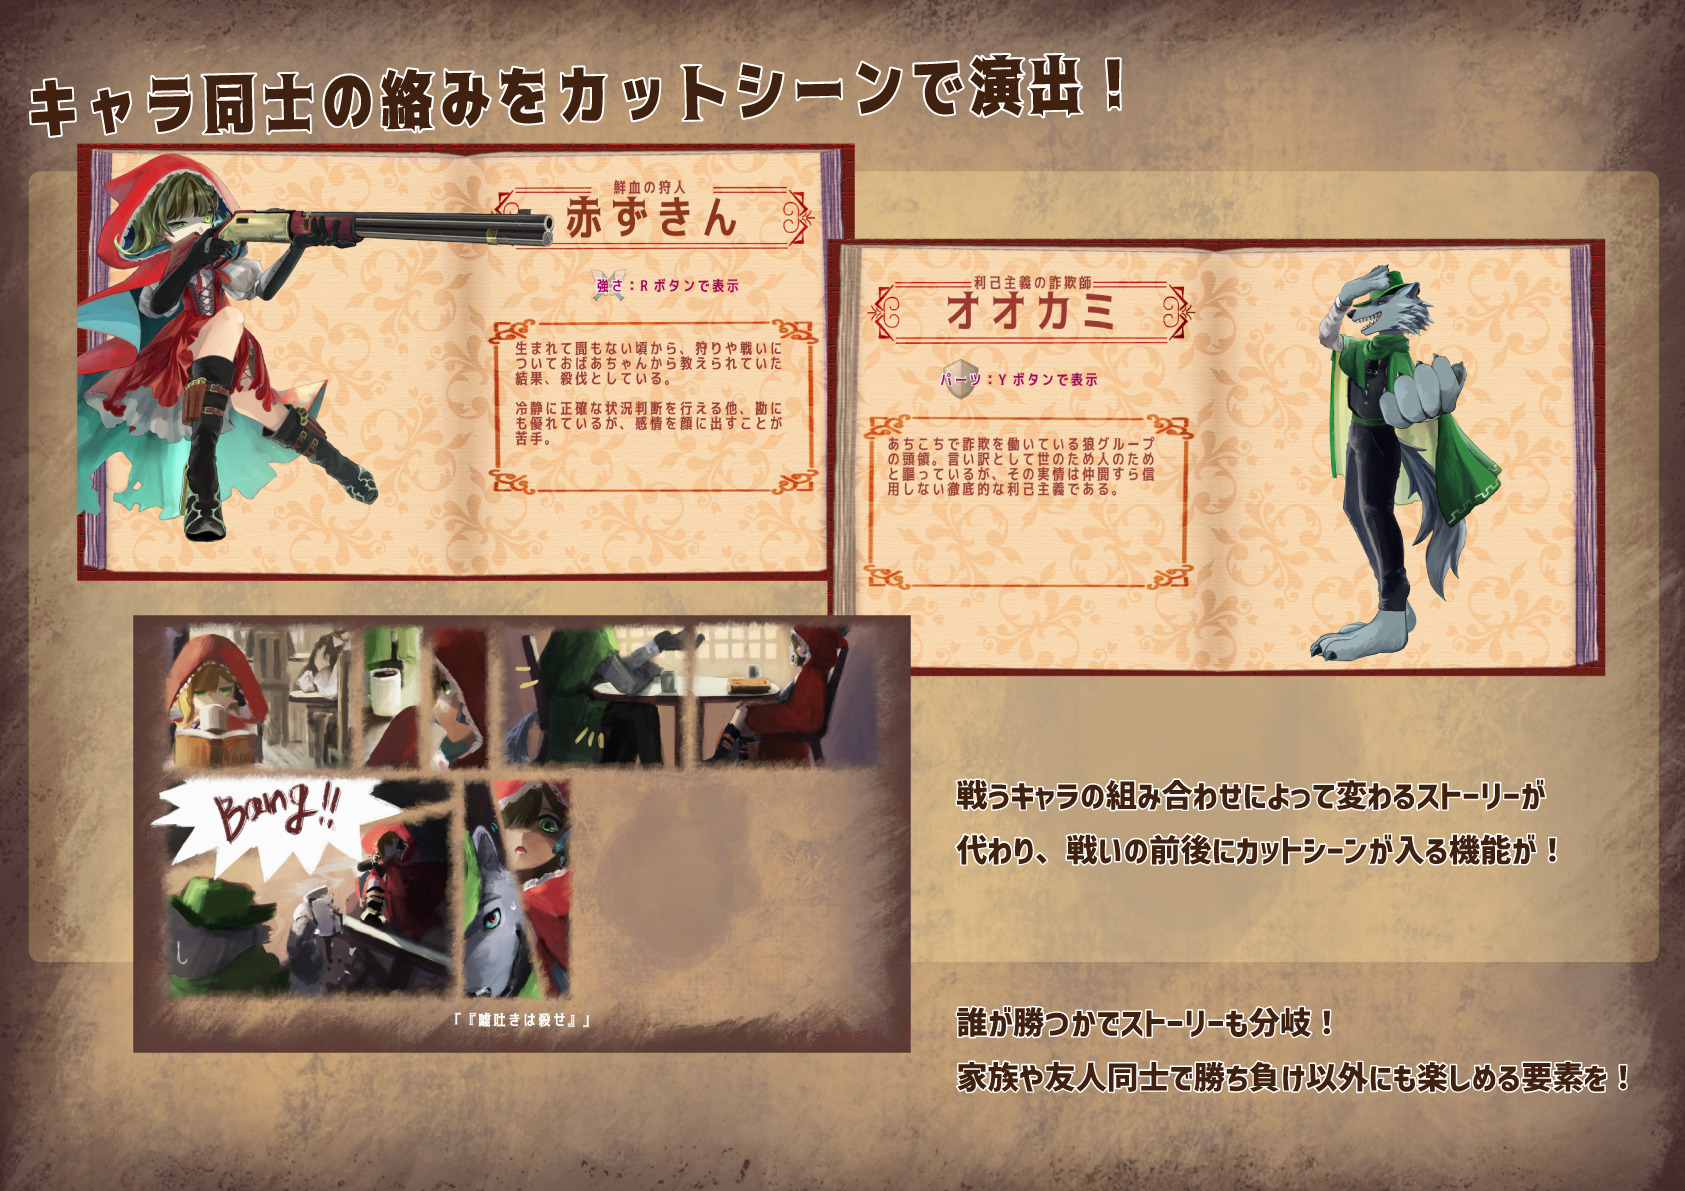 キャラ同士の絡みをカットシーンで演出！
鮮血の狩人
赤ずきん
強さ：Rボタンで表示
生まれて間もない頃から、狩りや戦いに
ついておばあちゃんから教えられていた
結果、殺伐としている。
冷静に正確な状況判断を行える他、勘に
も優れているが、感情を顔に出すことが
苦手。
利己主義の詐欺師
オオカミ
パーツ：Yボタンで表示
あちこちで詐欺を働いている狼グループ
の頭領。言い訳として世のため人のため
と謳っているが、その実情は仲間すら信
用しない徹底的な利己主義である。
Bang!!
「『嘘吐きは殺せ』」
戦うキャラの組み合わせによって変わるストーリーが
代わり、戦いの前後にカットシーンが入る機能が！
誰が勝つかでストーリーも分岐！
家族や友人同士で勝ち負け以外にも楽しめる要素を！